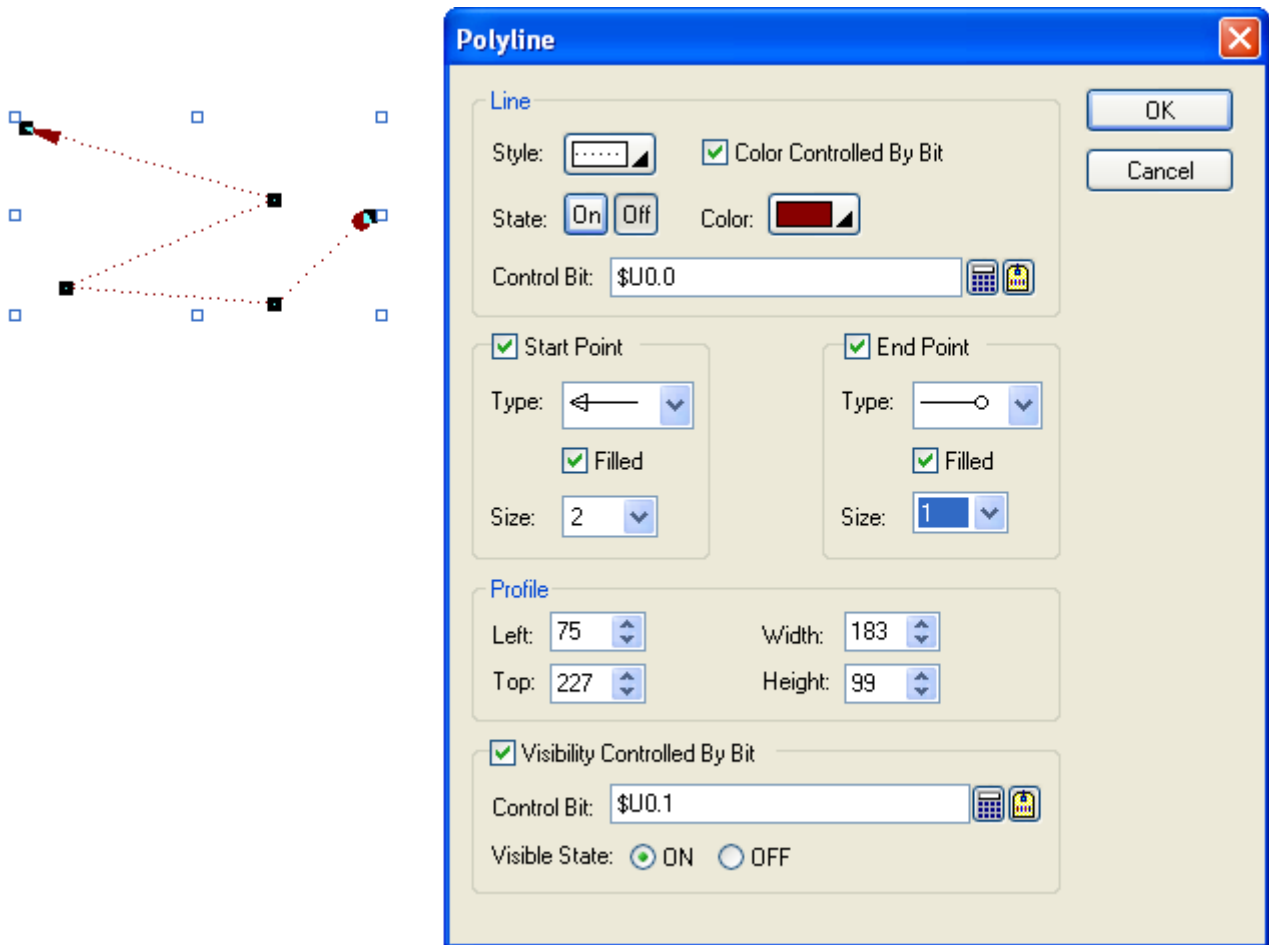 Polyline
Line
OK
Style: Color Controlled By Bit
Cancel
State: On Off Color:
Control Bit: $U0.0
Start Point End Point
Type: Type:
Filled Filled
Size: 2 Size: 1
Profile
Left: 75 Width: 183
Top: 227 Height: 99
Visibility Controlled By Bit
Control Bit: $U0.1
Visible State: ON OFF